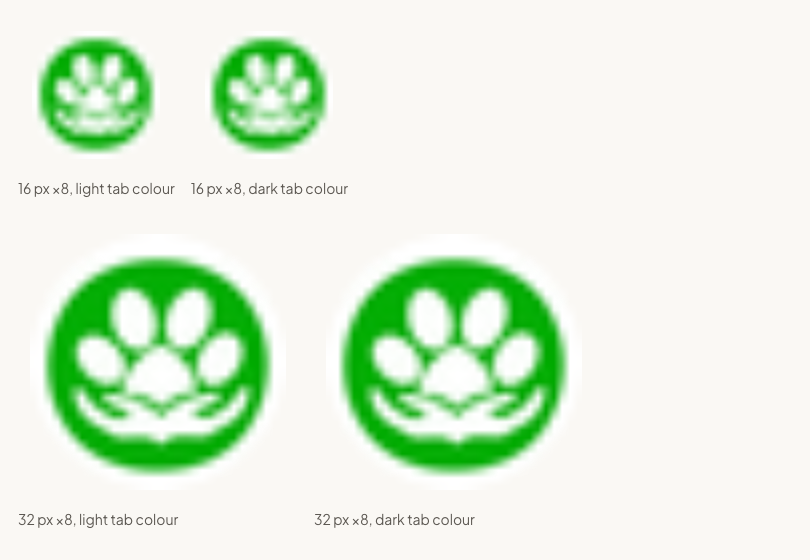 16 px ×8, light tab colour
16 px ×8, dark tab colour
32 px ×8, light tab colour
32 px ×8, dark tab colour